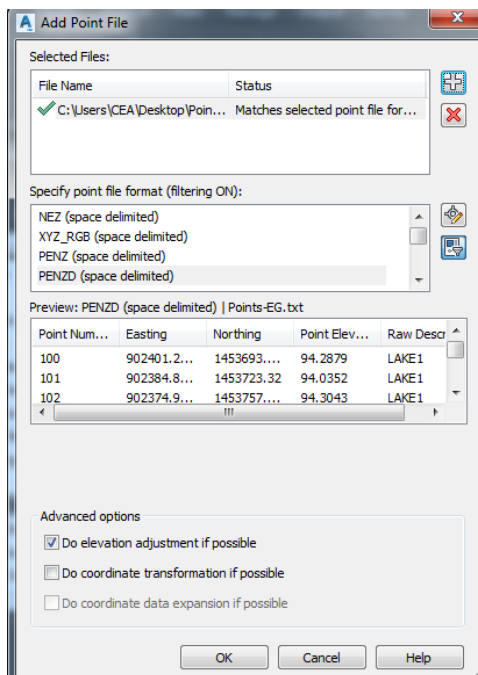 Add Point File
Selected Files:
File Name Status
C:\Users\CEA\Desktop\Poin... Matches selected point file for...
Specify point file format (filtering ON):
NEZ (space delimited)
XYZ_RGB (space delimited)
PENZ (space delimited)
PENZD (space delimited)
Preview: PENZD (space delimited) | Points-EG.txt
Point Num... Easting Northing Point Elev... Raw Descr
100 902401.2... 1453693.... 94.2879 LAKE1
101 902384.8... 1453723.32 94.0352 LAKE1
102 902374.9... 1453757.... 94.3043 LAKE1
Advanced options
Do elevation adjustment if possible
Do coordinate transformation if possible
Do coordinate data expansion if possible
OK Cancel Help